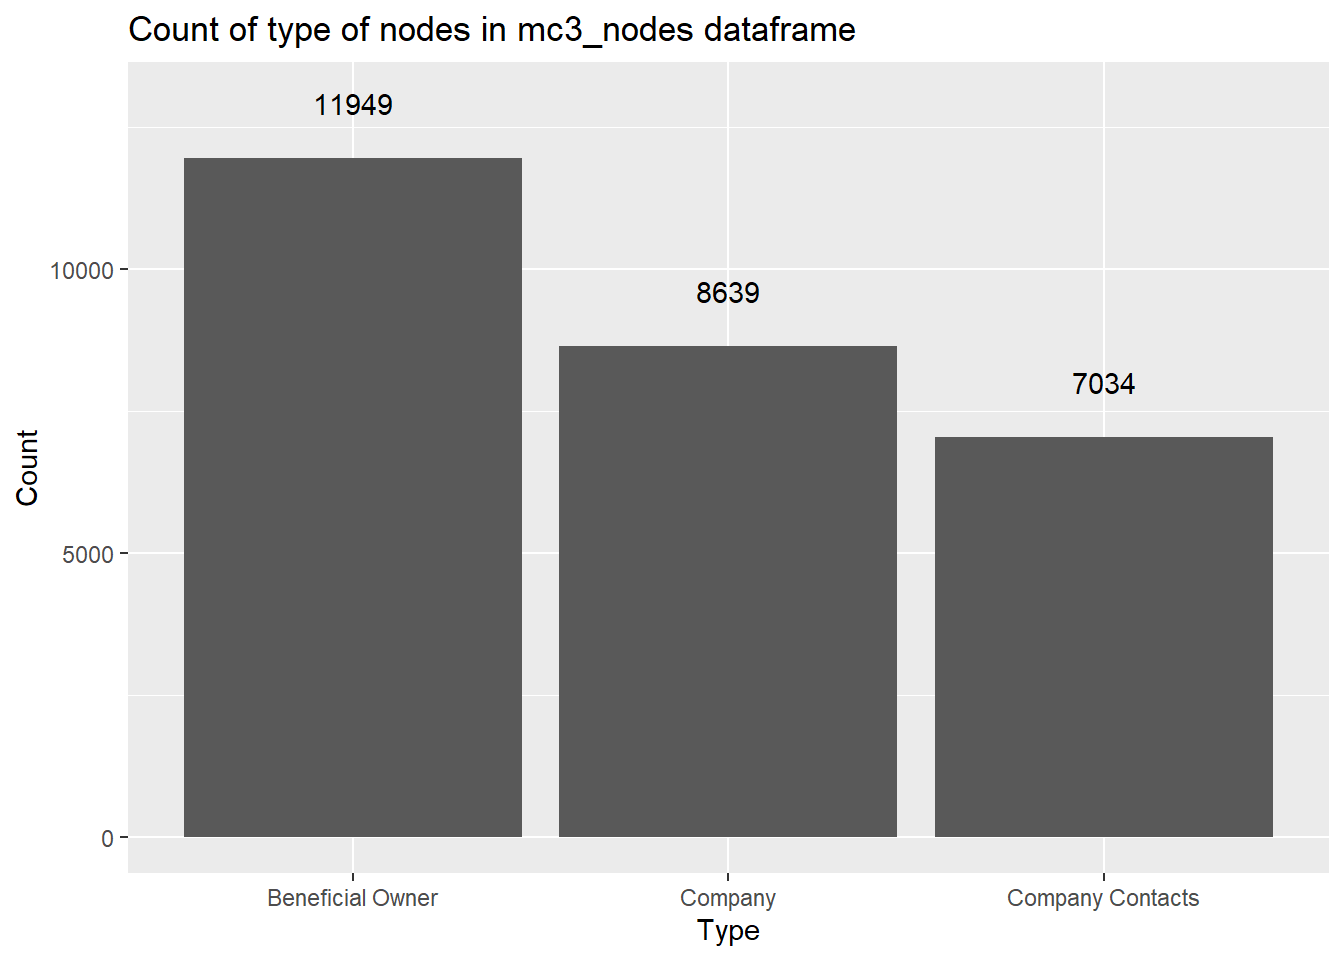 Count of type of nodes in mc3_nodes dataframe
11949
8639
7034
10000
5000
0
Count
Beneficial Owner
Company
Company Contacts
Type